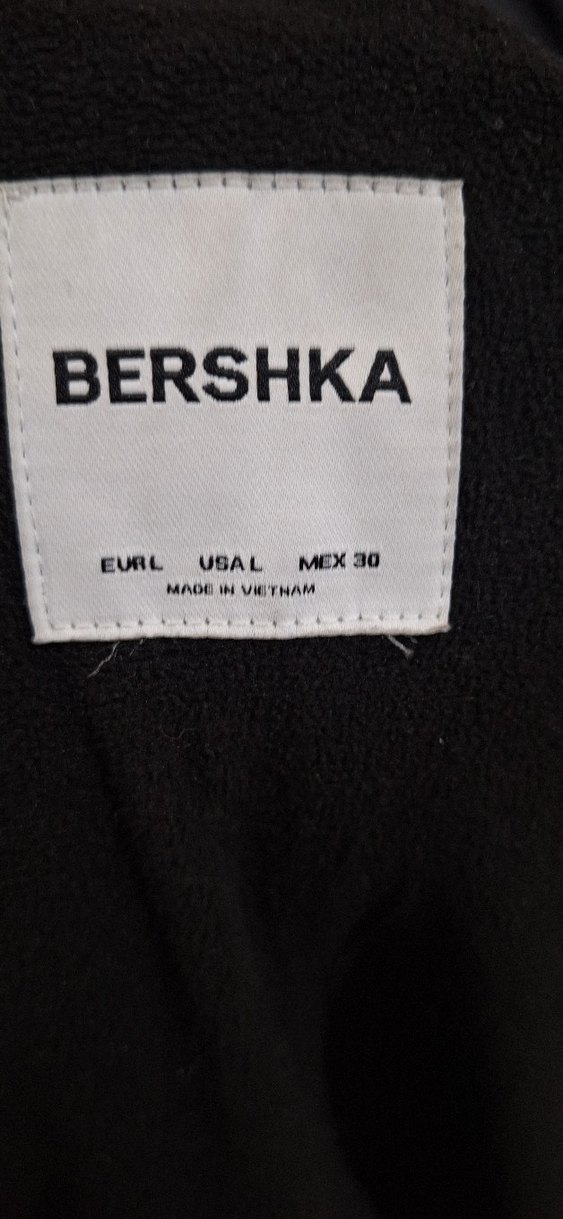 BERSHKA
EUR L USA L MEX 30
MADE IN VIETNAM